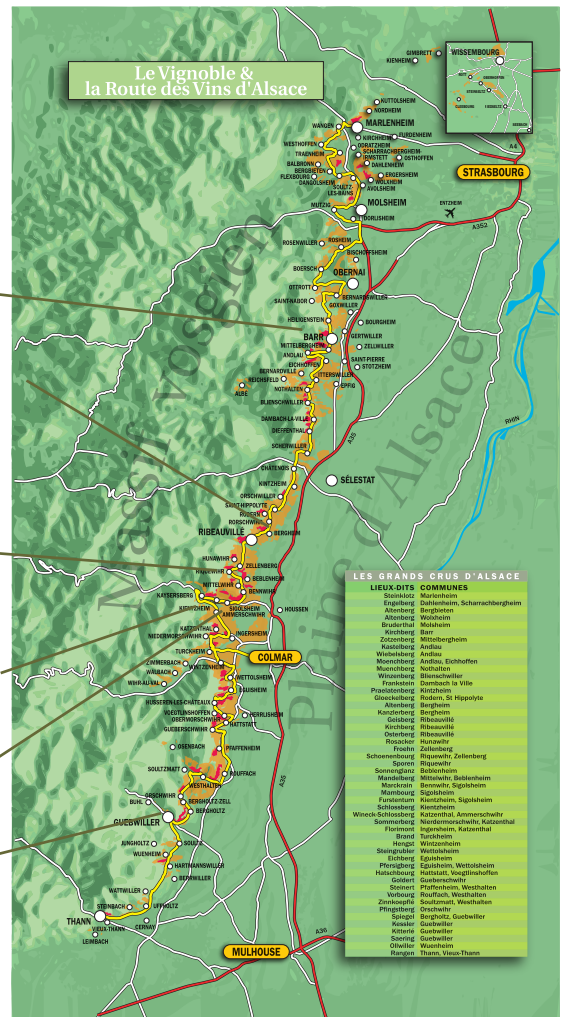 Le Vignoble &
la Route des Vins d'Alsace
GIMBRETT
KIENHEIM
WISSEMBOURG
KUTTOLSHEIM
NORDHEIM
WANGEN
MARLENHEIM
KIRCHHEIM
FURDENHEIM
WESTHOFFEN
ODRATZHEIM
TRAENHEIM
SCHARRACHBERGHEIM
IRMSTETT
OSTHOFFEN
BALBRONN
DAHLENHEIM
BERGBIETEN
FLEXBOURG
ERGERSHEIM
DANGOLSHEIM
WOLXHEIM
SOULTZ-
LES-BAINS
AVOLSHEIM
A4
STRASBOURG
MUTZIG
MOLSHEIM
DORLISHEIM
ENTZHEIM
A352
ROSENWILLER
ROSHEIM
BISCHOFFSHEIM
BOERSCH
OBERNAI
OTTROTT
BERNARDSWILLER
SAINT-NABOR
GOXWILLER
HEILIGENSTEIN
BOURGHEIM
BARR
GERTWILLER
MITTELBERGHEIM
ZELLWILLER
ANDLAU
EICHHOFFEN
SAINT-PIERRE
STOTZHEIM
BERNARDVILLE
REICHSFELD
ITTERSWILLER
ALBÉ
NOTHALTEN
EPFIG
BLIENSCHWILLER
DAMBACH-LA-VILLE
DIEFFENTHAL
SCHERWILLER
A35
RHIN
CHÂTENOIS
KINTZHEIM
SÉLESTAT
ORSCHWILLER
SAINT-HIPPOLYTE
RODERN
RORSCHWIHR
RIBEAUVILLÉ
BERGHEIM
HUNAWIHR
ZELLENBERG
RIQUEWIHR
BEBLENHEIM
MITTELWIHR
BENNWIHR
KAYSERSBERG
SIGOLSHEIM
KIENTZHEIM
AMMERSCHWIHR
HOUSSEN
KATZENTHAL
INGERSHEIM
NIEDERMORSCHWIHR
TURCKHEIM
COLMAR
ZIMMERBACH
WINTZENHEIM
WALBACH
WIHR-AU-VAL
WETTOLSHEIM
EGUISHEIM
HUSSEREN-LES-CHÂTEAUX
VOEGTLINSHOFFEN
HERRLISHEIM
OBERMORSCHWIHR
HATTSTATT
GUEBERSCHWIHR
OSENBACH
PFAFFENHEIM
SOULTZMATT
ROUFFACH
WESTHALTEN
A35
ORSCHWIHR
BUHL
BERGHOLTZ-ZELL
BERGHOLTZ
GUEBWILLER
JUNGHOLTZ
SOULTZ
WUENHEIM
HARTMANNSWILLER
BERRWILLER
WATTWILLER
STEINBACH
UFFHOLTZ
THANN
VIEUX-THANN
CERNAY
LEIMBACH
A36
MULHOUSE
Massif Vosgien
Plaine d'Alsace
LES GRANDS CRUS D'ALSACE
LIEUX-DITS COMMUNES
Steinklotz Marlenheim
Engelberg Dahlenheim, Scharrachbergheim
Altenberg Bergbieten
Altenberg Wolxheim
Bruderthal Molsheim
Kirchberg Barr
Zotzenberg Mittelbergheim
Kastelberg Andlau
Wiebelsberg Andlau
Moenchberg Andlau, Eichhoffen
Muenchberg Nothalten
Winzenberg Blienschwiller
Frankstein Dambach la Ville
Praelatenberg Kintzheim
Gloeckelberg Rodern, St Hippolyte
Altenberg Bergheim
Kanzlerberg Bergheim
Geisberg Ribeauvillé
Kirchberg Ribeauvillé
Osterberg Ribeauvillé
Rosacker Hunawihr
Froehn Zellenberg
Schoenenbourg Riquewihr, Zellenberg
Sporen Riquewihr
Sonnenglanz Beblenheim
Mandelberg Mittelwihr, Beblenheim
Marckrain Bennwihr, Sigolsheim
Mambourg Sigolsheim
Furstentum Kientzheim, Sigolsheim
Schlossberg Kientzheim
Wineck-Schlossberg Katzenthal, Ammerschwihr
Sommerberg Niedermorschwihr, Katzenthal
Florimont Ingersheim, Katzenthal
Brand Turckheim
Hengst Wintzenheim
Steingrubler Wettolsheim
Eichberg Eguisheim
Pfersigberg Eguisheim, Wettolsheim
Hatschbourg Hattstatt, Voegtlinshoffen
Goldert Gueberschwihr
Steinert Pfaffenheim, Westhalten
Vorbourg Rouffach, Westhalten
Zinnkoepflé Soultzmatt, Westhalten
Pfingstberg Orschwihr
Spiegel Bergholtz, Guebwiller
Kessler Guebwiller
Kitterlé Guebwiller
Saering Guebwiller
Ollwiller Wuenheim
Rangen Thann, Vieux-Thann